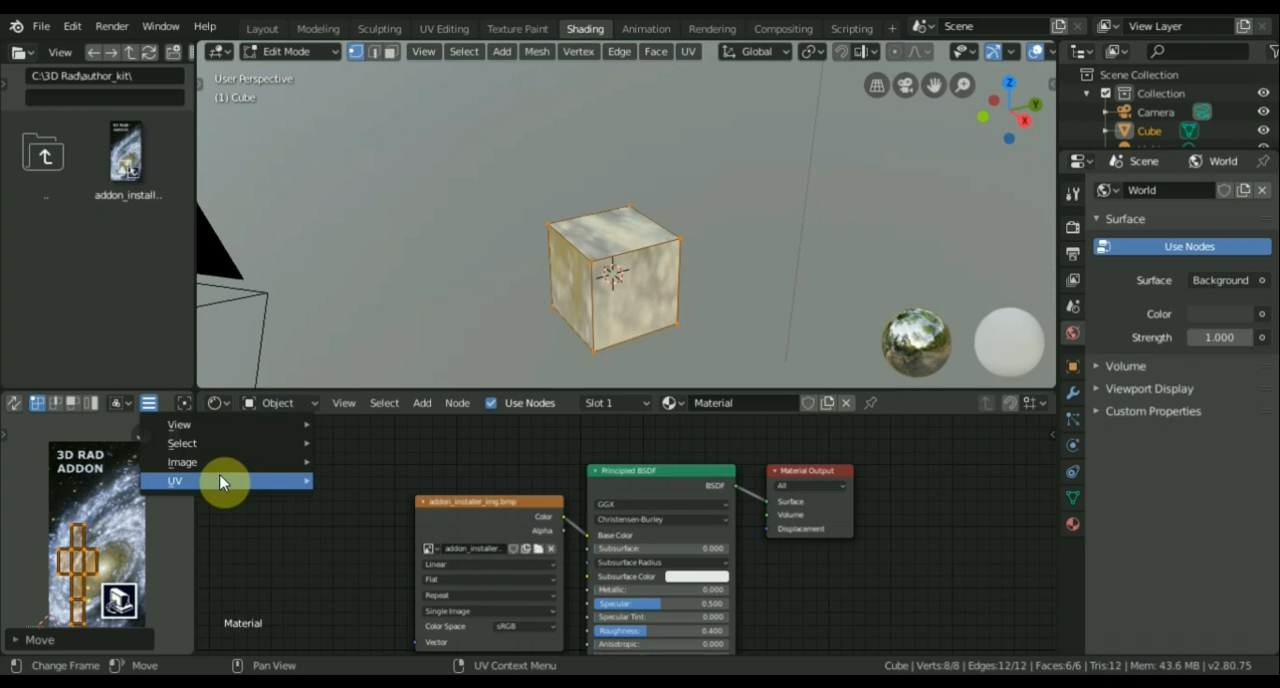 File Edit Render Window Help Layout Modeling Sculpting UV Editing Texture Paint Shading Animation Rendering Compositing Scripting + Scene View Layer
View Edit Mode View Select Add Mesh Vertex Edge Face UV Global
C:\3D Rad\author_kit\
User Perspective
(1) Cube
..
addon_install..
Z
Y
X
Scene Collection
Collection
Camera
Cube
Scene World
World
Surface
Use Nodes
Surface Background
Color
Strength 1.000
Volume
Viewport Display
Custom Properties
Object View Select Add Node Use Nodes Slot 1 Material
View
Select
Image
UV
3D RAD
ADDON
Move
addon_installer_img.bmp
Color
Alpha
addon_installer..
Linear
Flat
Repeat
Single Image
Color Space sRGB
Vector
Principled BSDF
BSDF
GGX
Christensen-Burley
Base Color
Subsurface: 0.000
Subsurface Radius
Subsurface Color
Metallic: 0.000
Specular: 0.500
Specular Tint: 0.000
Roughness: 0.400
Anisotropic: 0.000
Material Output
All
Surface
Volume
Displacement
Material
Change Frame Move Pan View UV Context Menu Cube | Verts:8/8 | Edges:12/12 | Faces:6/6 | Tris:12 | Mem: 43.6 MB | v2.80.75